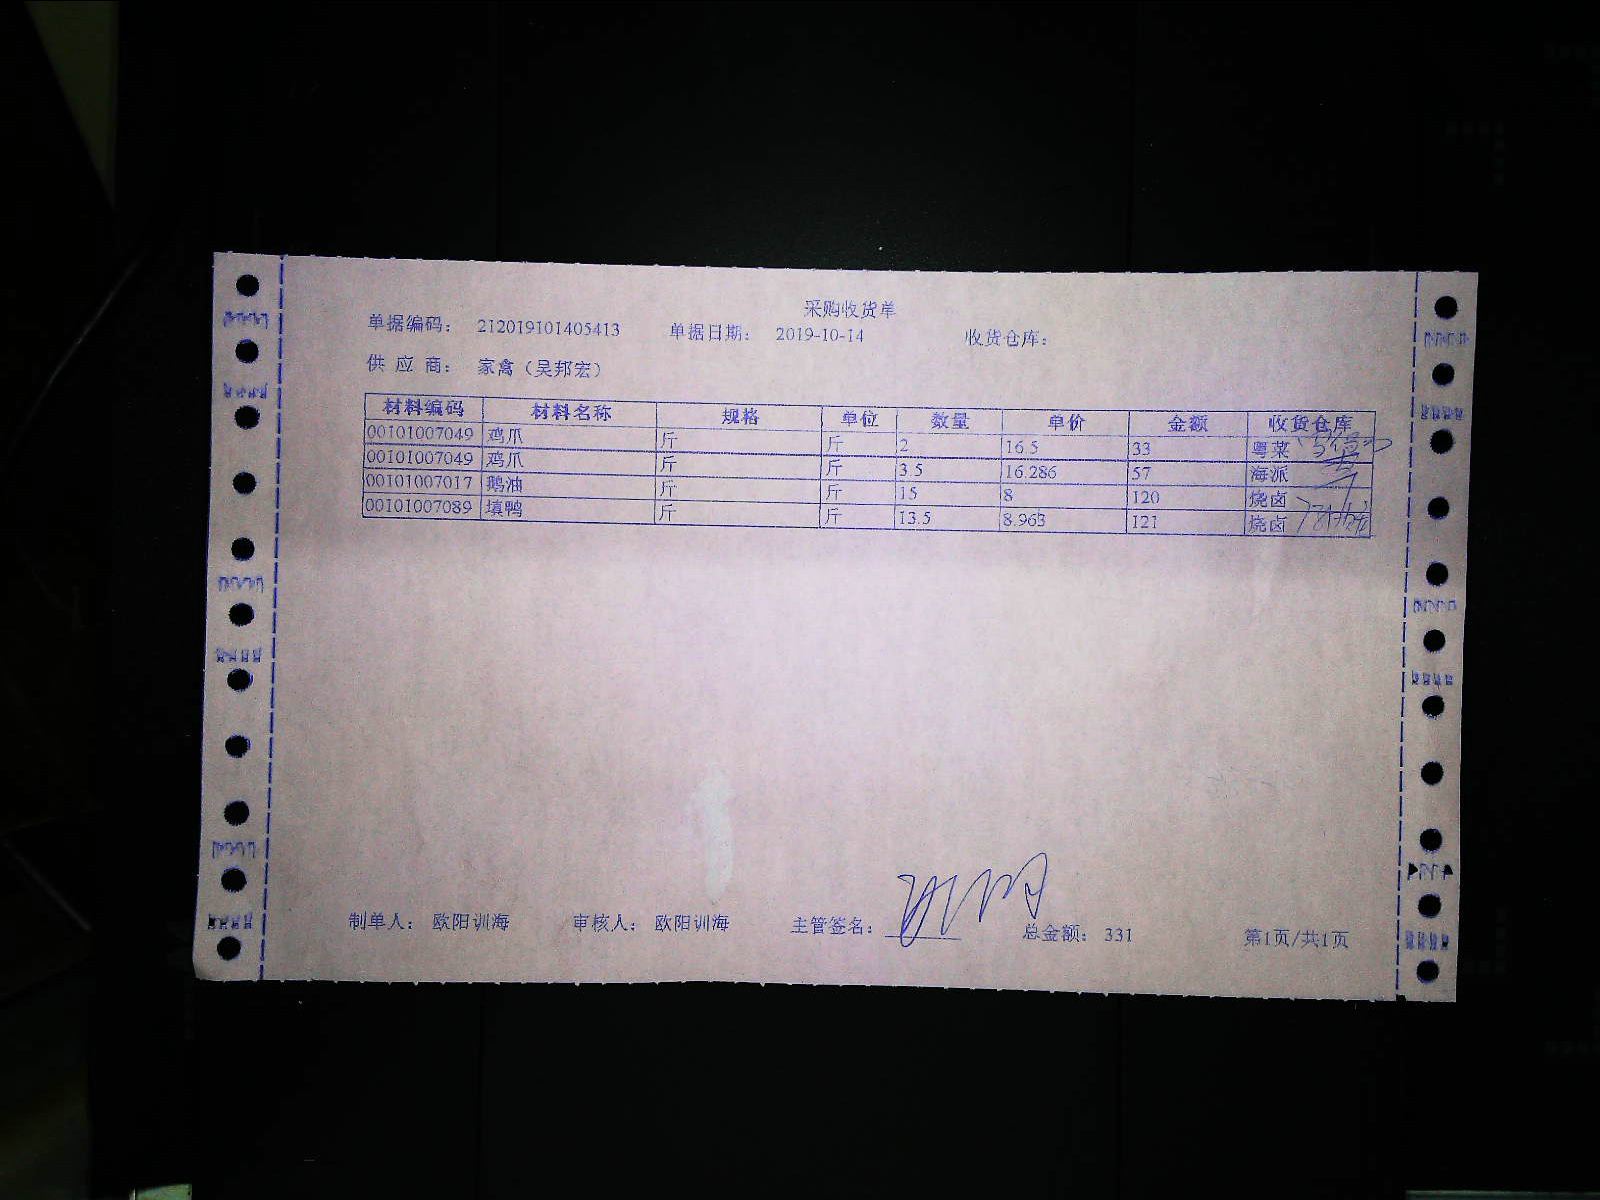 采购收货单
单据编码： 212019101405413 单据日期： 2019-10-14 收货仓库：
供 应 商： 家禽（吴邦宏）
材料编码 材料名称 规格 单位 数量 单价 金额 收货仓库
00101007049 鸡爪 斤 斤 2 16.5 33 粤菜
00101007049 鸡爪 斤 斤 3.5 16.286 57 海派
00101007017 鹅油 斤 斤 15 8 120 烧卤
00101007089 填鸭 斤 斤 13.5 8.963 121 烧卤
制单人： 欧阳训海 审核人： 欧阳训海 主管签名： 总金额： 331 第1页/共1页